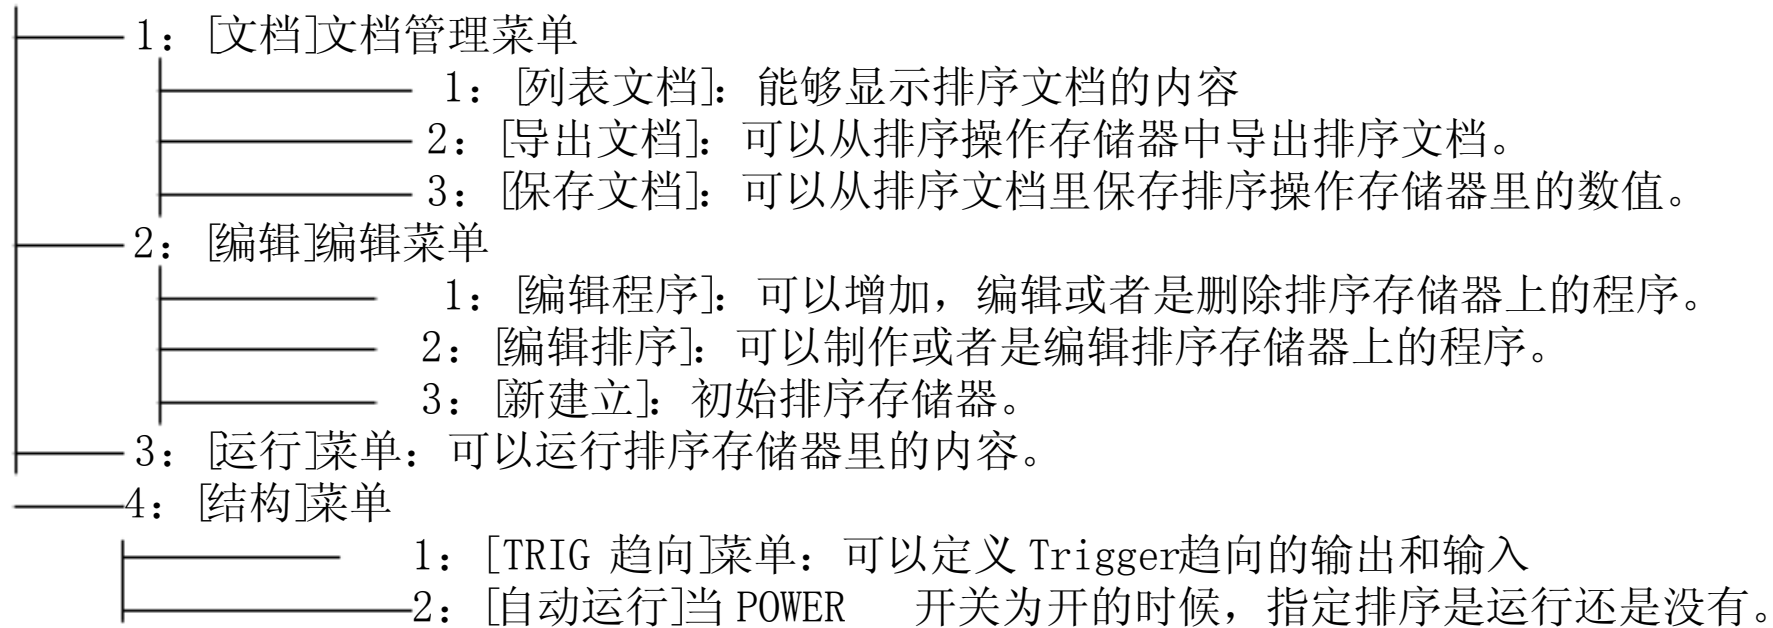 1：[文档]文档管理菜单
1：[列表文档]：能够显示排序文档的内容
2：[导出文档]：可以从排序操作存储器中导出排序文档。
3：[保存文档]：可以从排序文档里保存排序操作存储器里的数值。
2：[编辑]编辑菜单
1：[编辑程序]：可以增加，编辑或者是删除排序存储器上的程序。
2：[编辑排序]：可以制作或者是编辑排序存储器上的程序。
3：[新建立]：初始排序存储器。
3：[运行]菜单：可以运行排序存储器里的内容。
4：[结构]菜单
1：[TRIG 趋向]菜单：可以定义 Trigger趋向的输出和输入
2：[自动运行]当 POWER 开关为开的时候，指定排序是运行还是没有。